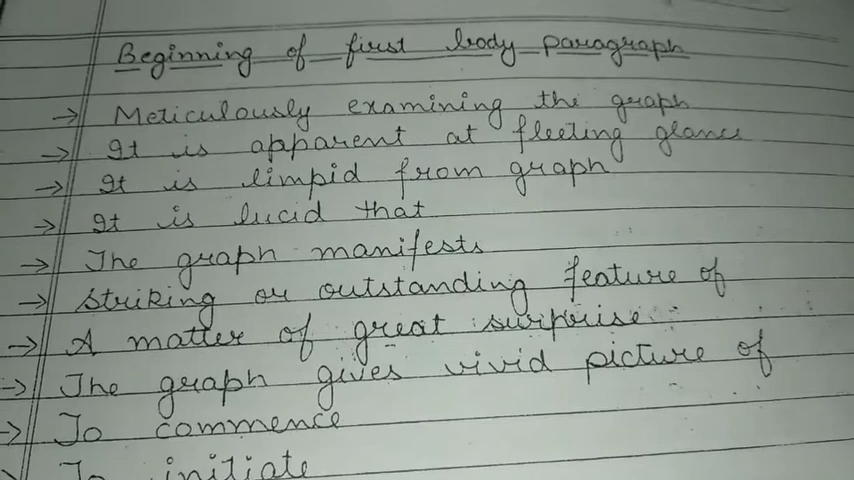 Beginning of first body paragraph
→ Meticulously examining the graph
→ It is apparent at fleeting glance
→ It is limpid from graph
→ It is lucid that
→ The graph manifests
→ striking or outstanding feature of
→ A matter of great surprise
→ The graph gives vivid picture of
→ To commence
→ To initiate